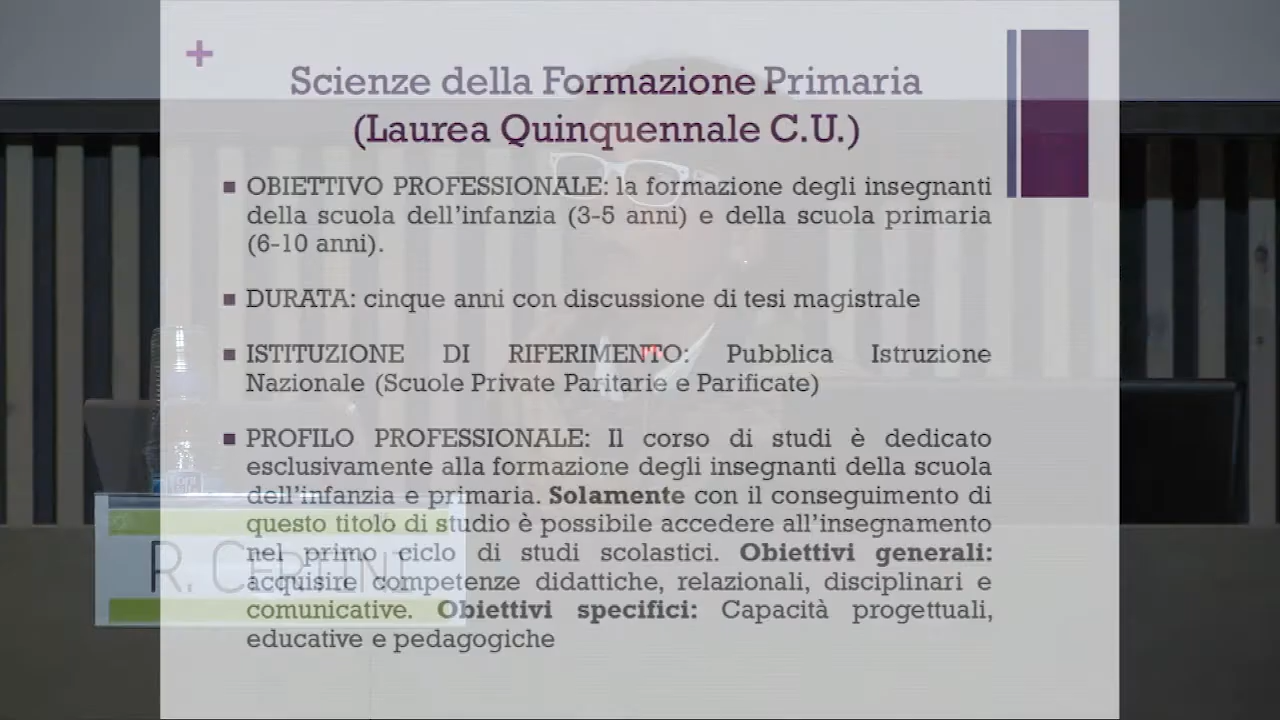 Scienze della Formazione Primaria
(Laurea Quinquennale C.U.)
OBIETTIVO PROFESSIONALE: la formazione degli insegnanti
della scuola dell'infanzia (3-5 anni) e della scuola primaria
(6-10 anni).
DURATA: cinque anni con discussione di tesi magistrale
ISTITUZIONE DI RIFERIMENTO: Pubblica Istruzione
Nazionale (Scuole Private Paritarie e Parificate)
PROFILO PROFESSIONALE: Il corso di studi è dedicato
esclusivamente alla formazione degli insegnanti della scuola
dell'infanzia e primaria. Solamente con il conseguimento di
questo titolo di studio è possibile accedere all'insegnamento
nel primo ciclo di studi scolastici. Obiettivi generali:
acquisire competenze didattiche, relazionali, disciplinari e
comunicative. Obiettivi specifici: Capacità progettuali,
educative e pedagogiche
R.